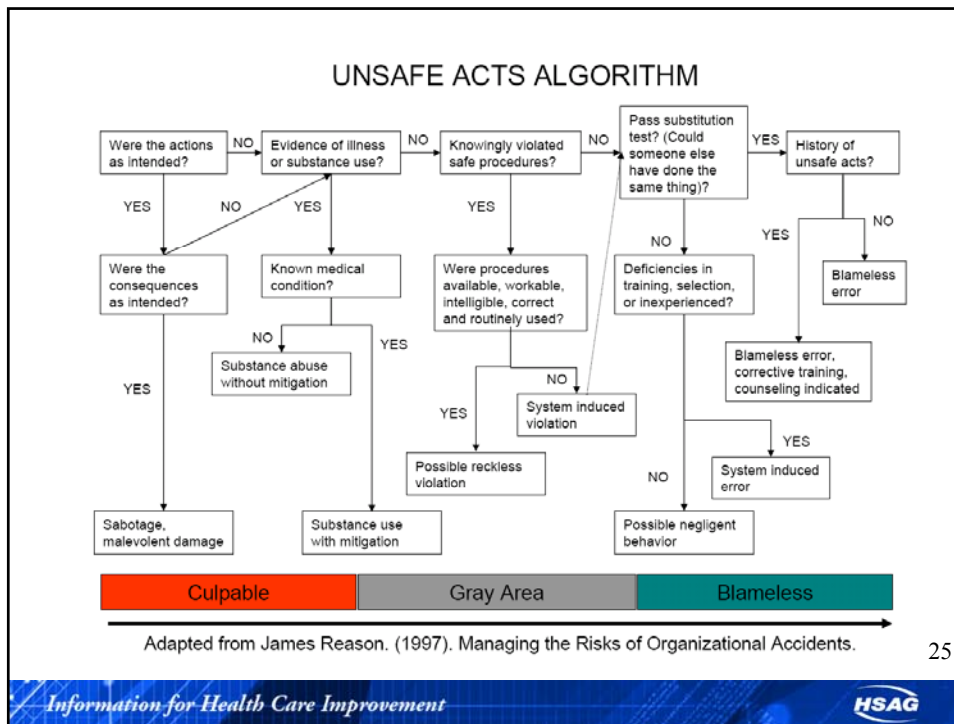 UNSAFE ACTS ALGORITHM
Were the actions
as intended?
NO
Evidence of illness
or substance use?
NO
Knowingly violated
safe procedures?
NO
Pass substitution
test? (Could
someone else
have done the
same thing)?
YES
History of
unsafe acts?
YES
NO
YES
YES
NO
YES
NO
Were the
consequences
as intended?
Known medical
condition?
Were procedures
available, workable,
intelligible, correct
and routinely used?
Deficiencies in
training, selection,
or inexperienced?
Blameless
error
NO
YES
Substance abuse
without mitigation
YES
YES
NO
System induced
violation
Blameless error,
corrective training,
counseling indicated
Possible reckless
violation
NO
YES
System induced
error
Sabotage,
malevolent damage
Substance use
with mitigation
Possible negligent
behavior
Culpable
Gray Area
Blameless
Adapted from James Reason. (1997). Managing the Risks of Organizational Accidents.
25
Information for Health Care Improvement
HSAG